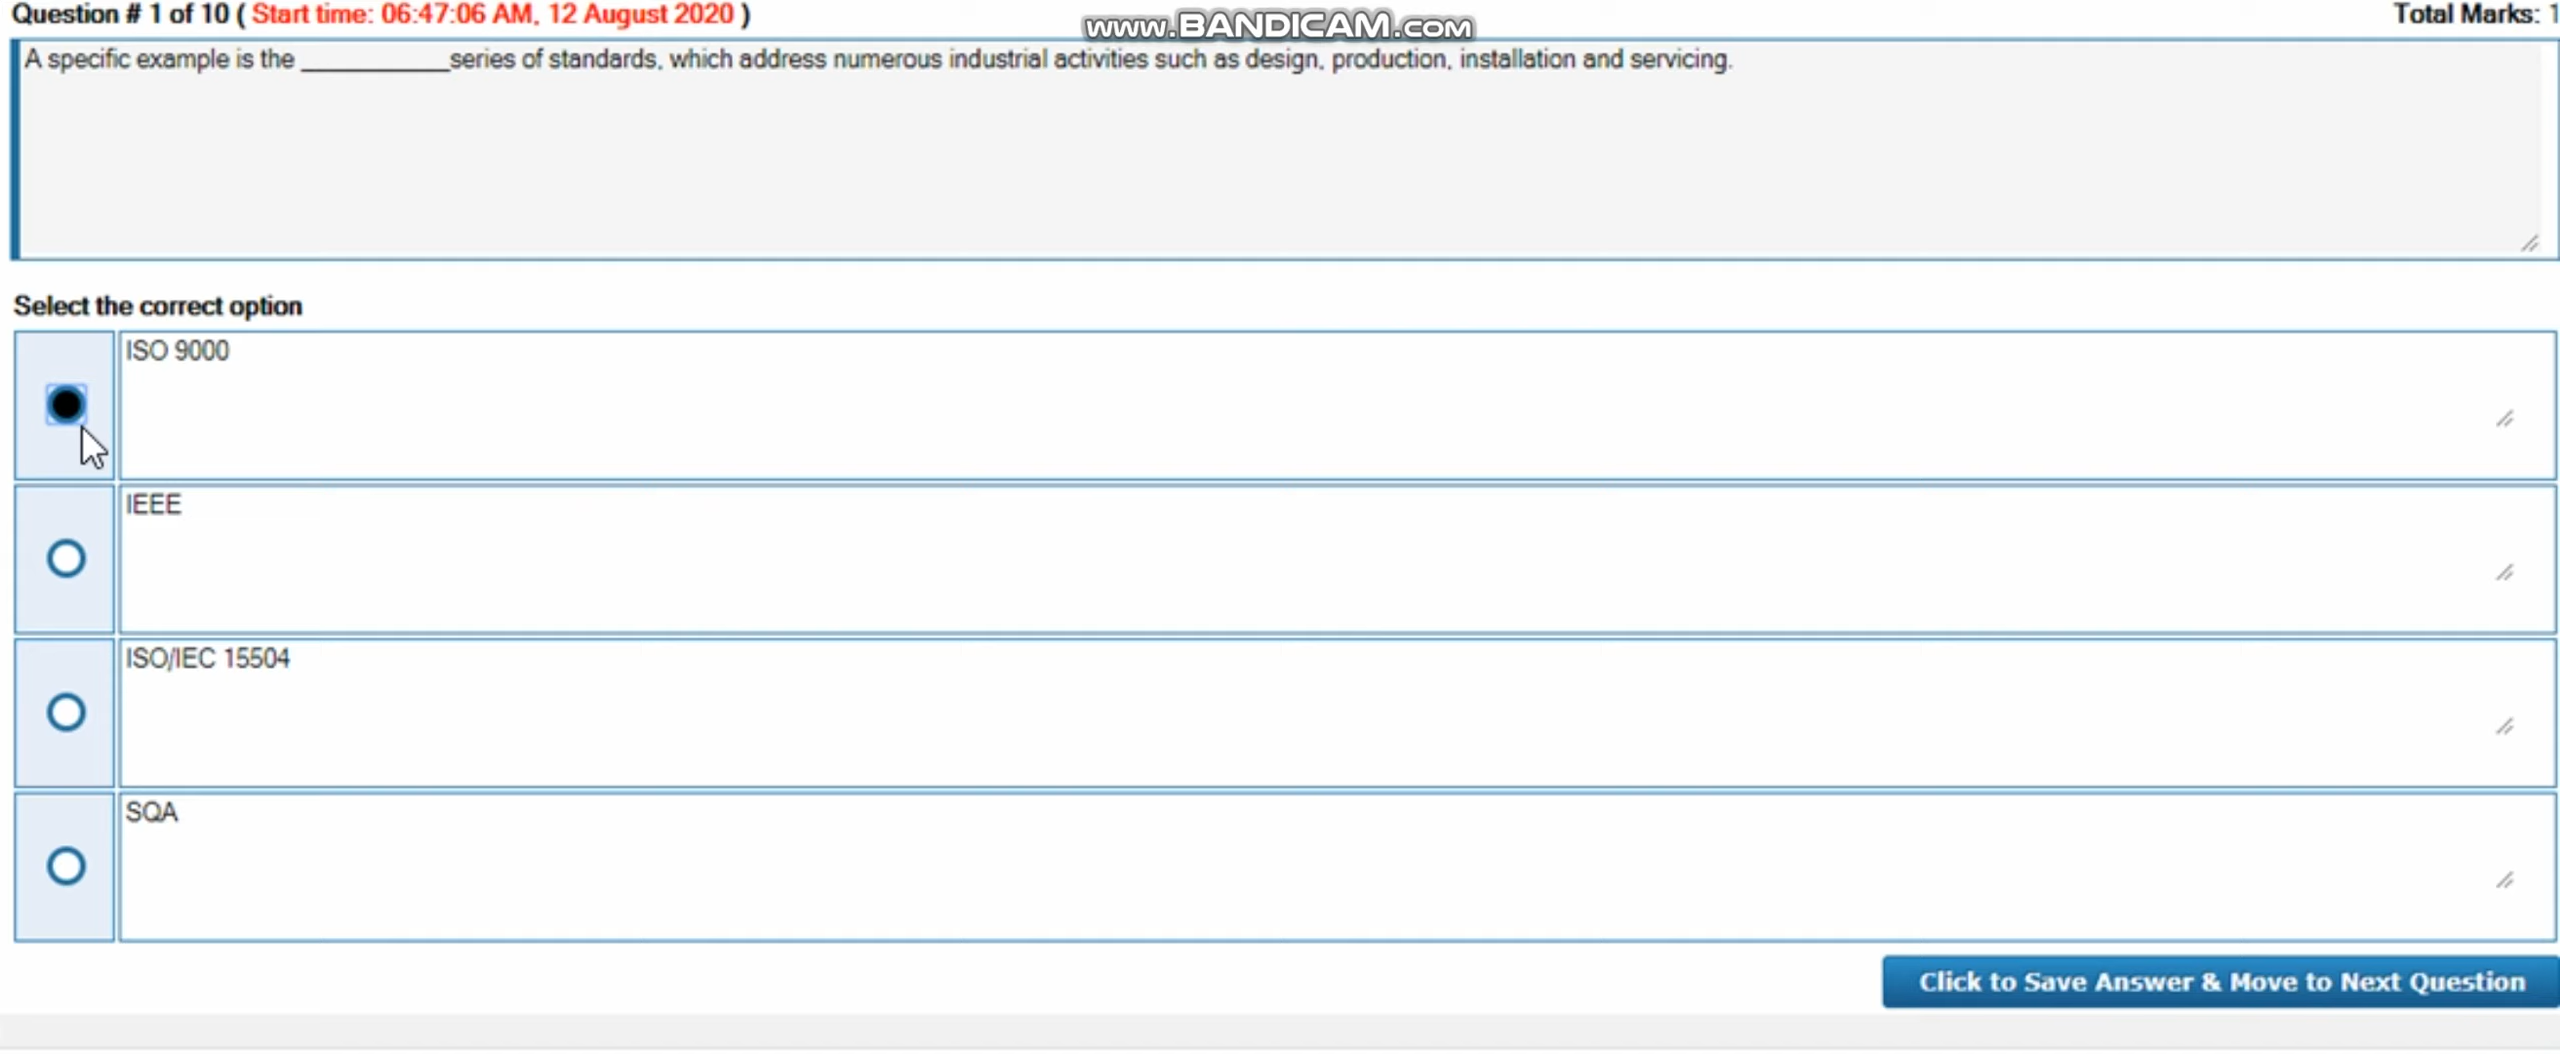 Question # 1 of 10 ( Start time: 06:47:06 AM, 12 August 2020 )
www.BANDICAM.com
Total Marks: 1
A specific example is the ___________series of standards, which address numerous industrial activities such as design, production, installation and servicing.
Select the correct option
ISO 9000
IEEE
ISO/IEC 15504
SQA
Click to Save Answer & Move to Next Question